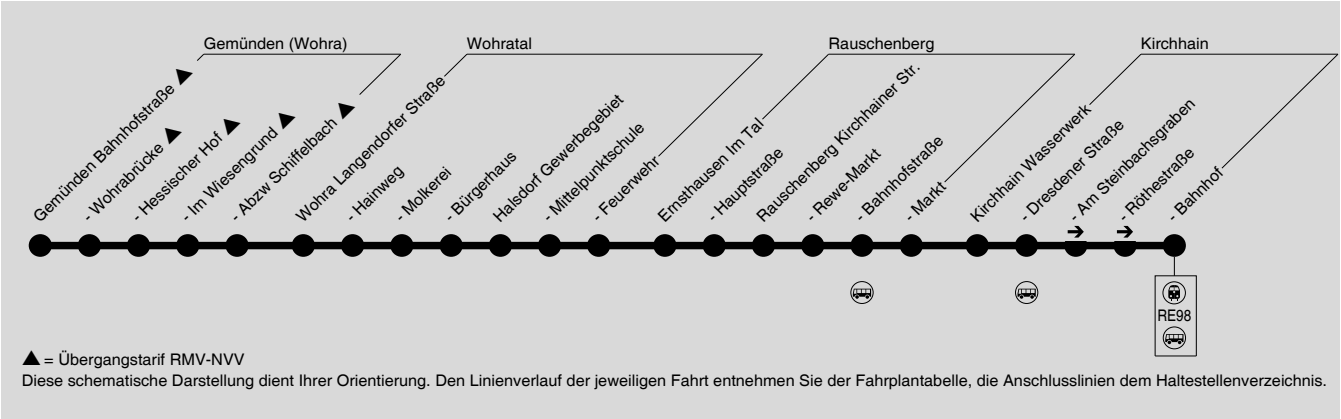 Gemünden (Wohra)
Wohratal
Rauschenberg
Kirchhain
Gemünden Bahnhofstraße ▲
- Wohrabrücke ▲
- Hessischer Hof ▲
- Im Wiesengrund ▲
- Abzw Schiffelbach ▲
Wohra Langendorfer Straße
- Hainweg
- Molkerei
- Bürgerhaus
Halsdorf Gewerbegebiet
- Mittelpunktschule
- Feuerwehr
Ernsthausen Im Tal
- Hauptstraße
Rauschenberg Kirchhainer Str.
- Rewe-Markt
- Bahnhofstraße
- Markt
Kirchhain Wasserwerk
- Dresdener Straße
- Am Steinbachsgraben
- Röthestraße
- Bahnhof
RE98
▲ = Übergangstarif RMV-NVV
Diese schematische Darstellung dient Ihrer Orientierung. Den Linienverlauf der jeweiligen Fahrt entnehmen Sie der Fahrplantabelle, die Anschlusslinien dem Haltestellenverzeichnis.